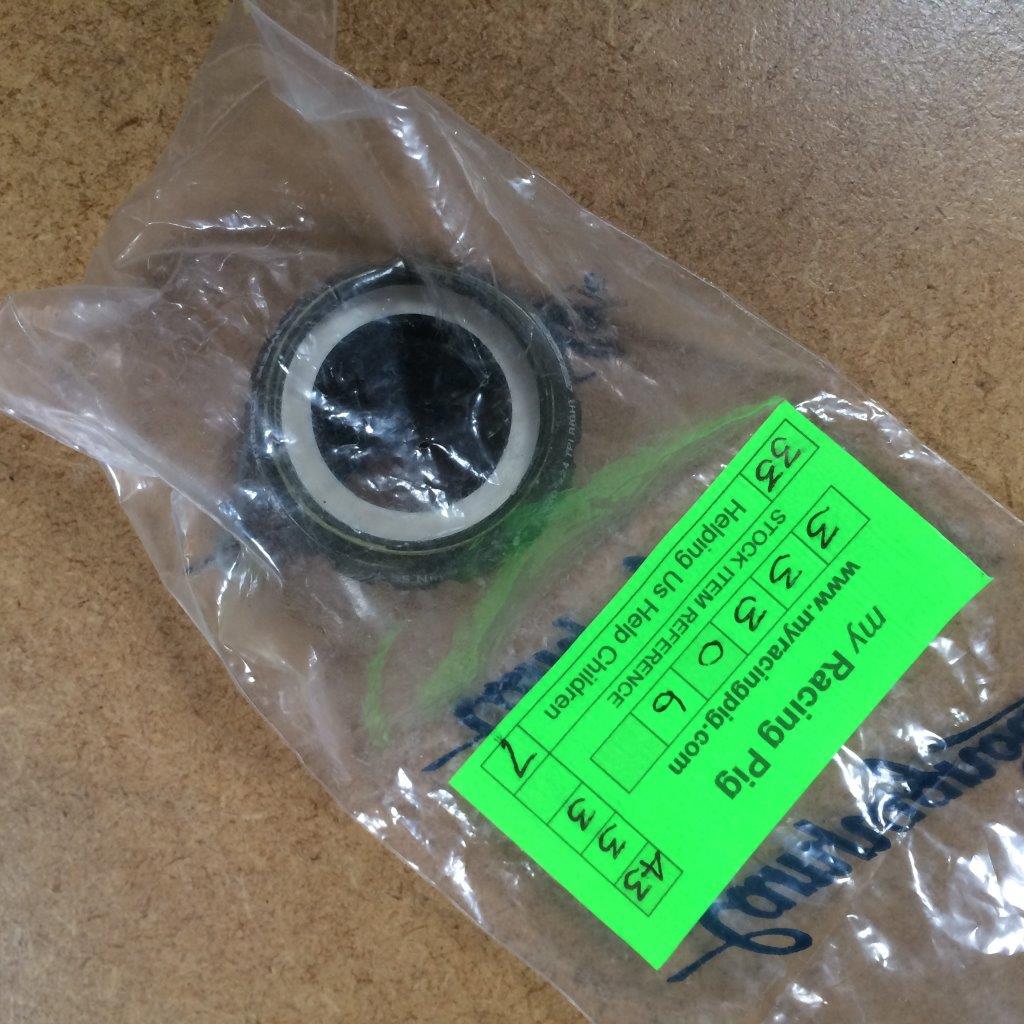 my Racing Pig
www.myracingpig.com
3 3 3 0 6
STOCK ITEM REFERENCE
Helping Us Help Children
33
43
3
3
7